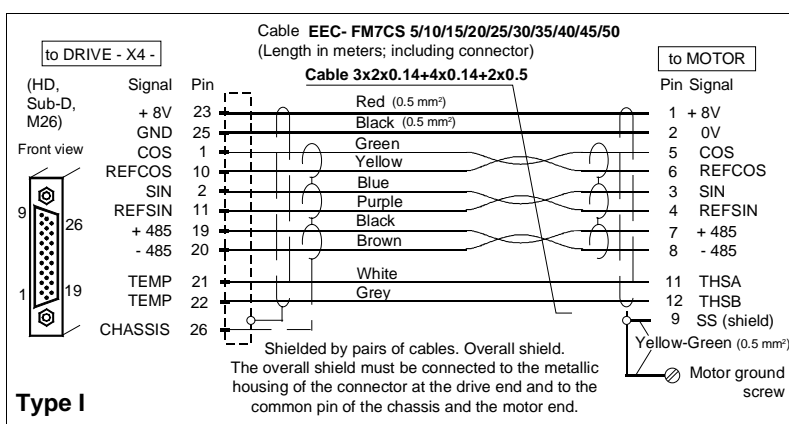 Cable EEC- FM7CS 5/10/15/20/25/30/35/40/45/50
(Length in meters; including connector)
to DRIVE - X4 -
to MOTOR
Cable 3x2x0.14+4x0.14+2x0.5
(HD,
Sub-D,
M26)
Front view
9
26
1
19
Signal Pin
Pin Signal
+ 8V 23 Red (0.5 mm²) 1 + 8V
GND 25 Black (0.5 mm²) 2 0V
COS 1 Green 5 COS
REFCOS 10 Yellow 6 REFCOS
SIN 2 Blue 3 SIN
REFSIN 11 Purple 4 REFSIN
+ 485 19 Black 7 + 485
- 485 20 Brown 8 - 485
TEMP 21 White 11 THSA
TEMP 22 Grey 12 THSB
CHASSIS 26
9 SS (shield)
Yellow-Green (0.5 mm²)
Motor ground
screw
Shielded by pairs of cables. Overall shield.
The overall shield must be connected to the metallic
housing of the connector at the drive end and to the
common pin of the chassis and the motor end.
Type I